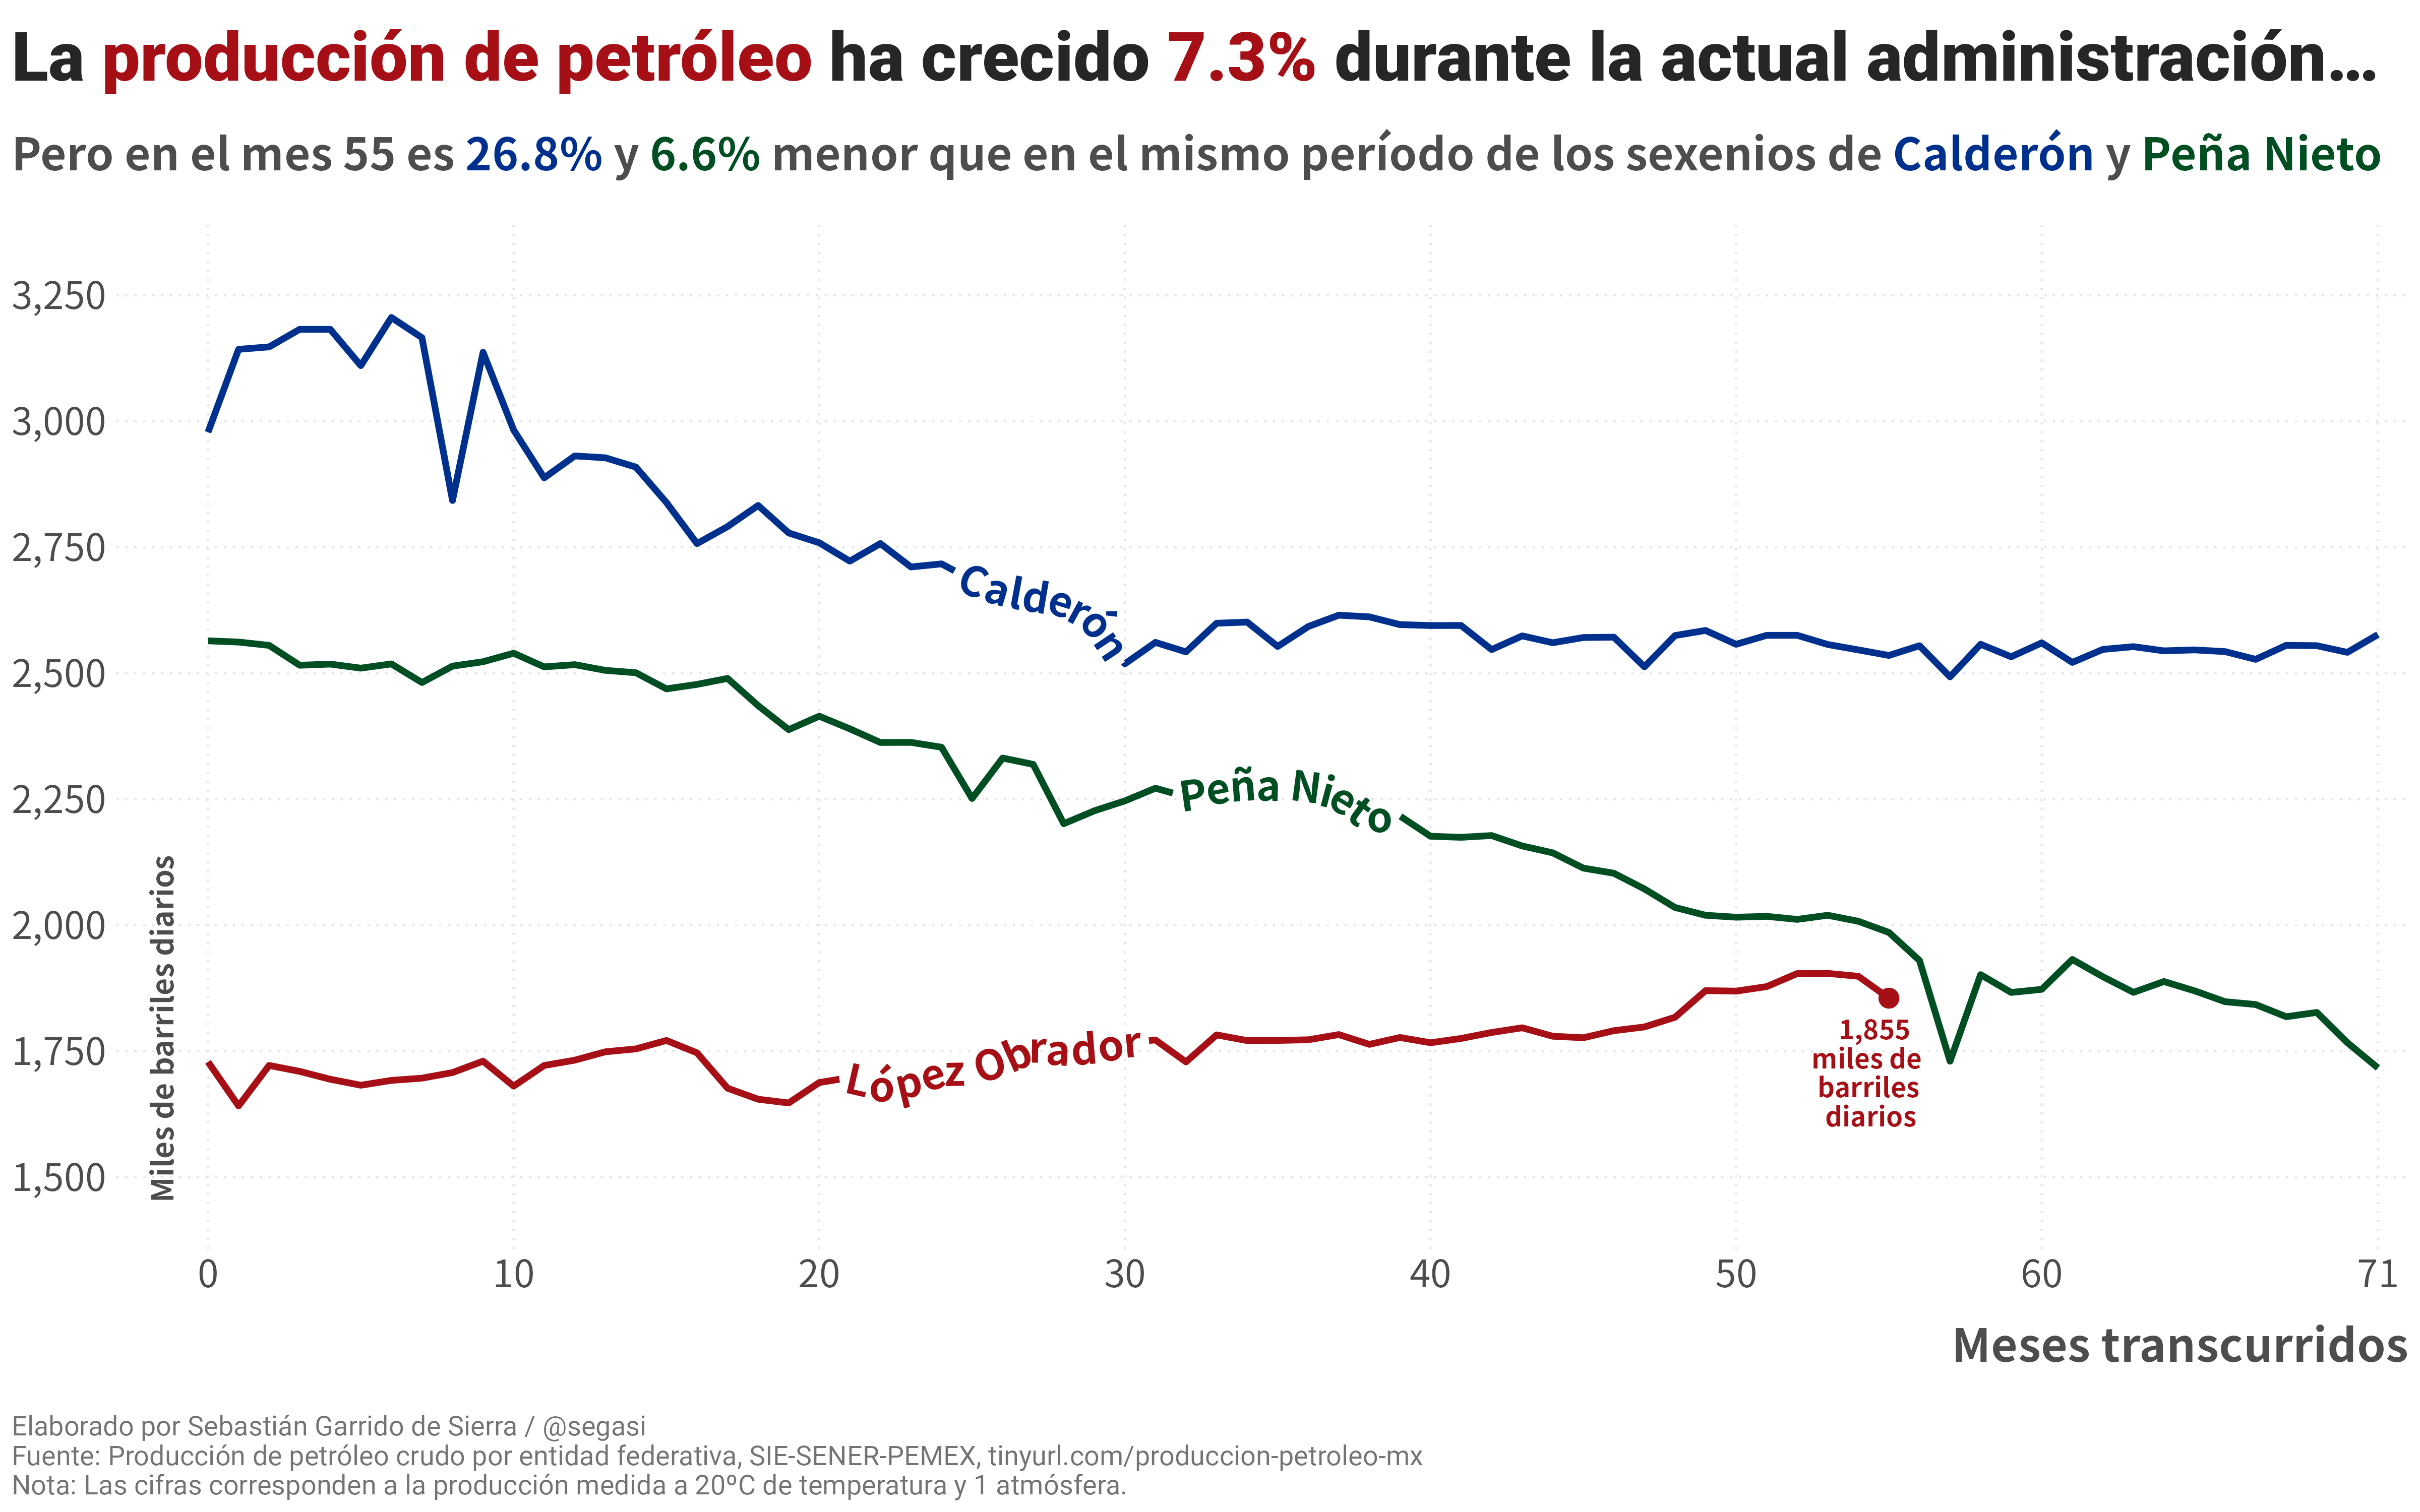 La producción de petróleo ha crecido 7.3% durante la actual administración...
Pero en el mes 55 es 26.8% y 6.6% menor que en el mismo período de los sexenios de Calderón y Peña Nieto
3,250
3,000
2,750
2,500
2,250
2,000
1,750
1,500
Miles de barriles diarios
Calderón
Peña Nieto
López Obrador
1,855
miles de
barriles
diarios
0 10 20 30 40 50 60 71
Meses transcurridos
Elaborado por Sebastián Garrido de Sierra / @segasi
Fuente: Producción de petróleo crudo por entidad federativa, SIE-SENER-PEMEX, tinyurl.com/produccion-petroleo-mx
Nota: Las cifras corresponden a la producción medida a 20ºC de temperatura y 1 atmósfera.